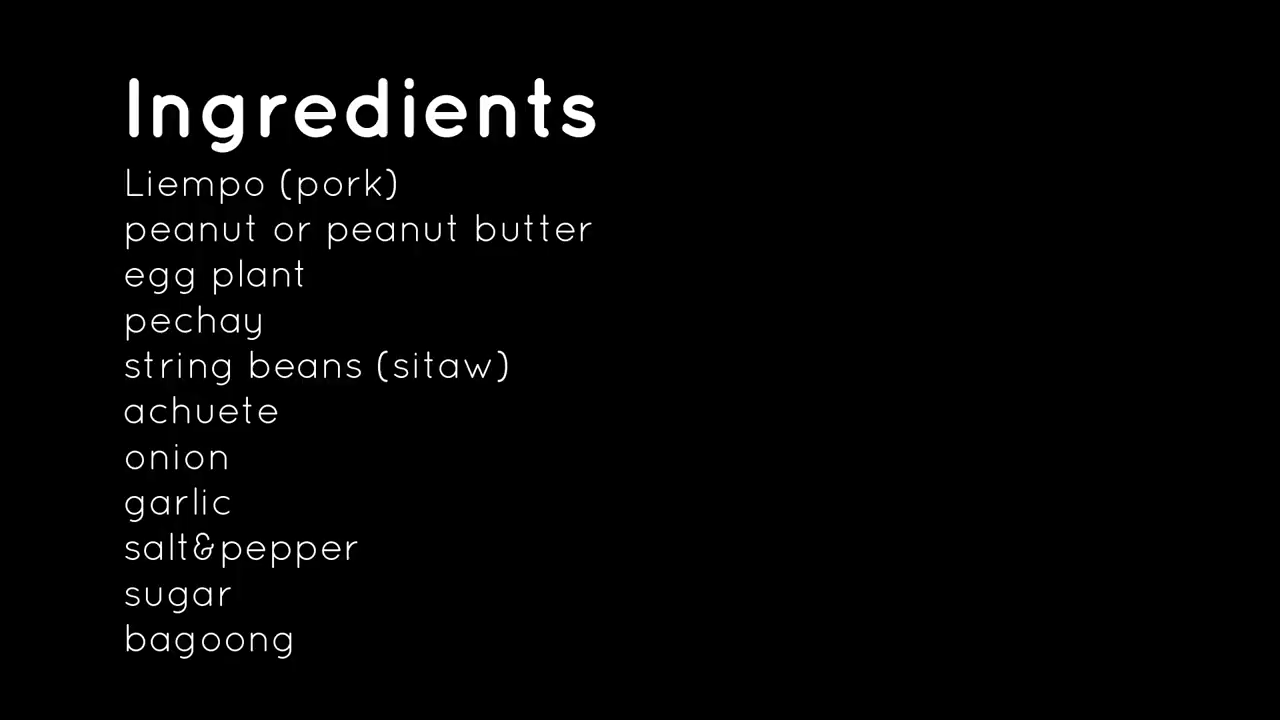 Ingredients
Liempo (pork)
peanut or peanut butter
egg plant
pechay
string beans (sitaw)
achuete
onion
garlic
salt&pepper
sugar
bagoong